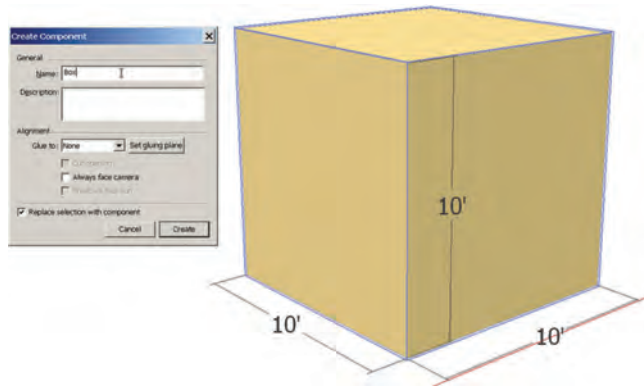 Create Component
General
Name: Box
Description:
Alignment
Glue to: None Set gluing plane
Always face camera
Replace selection with component
Cancel Create
10'
10' 10'